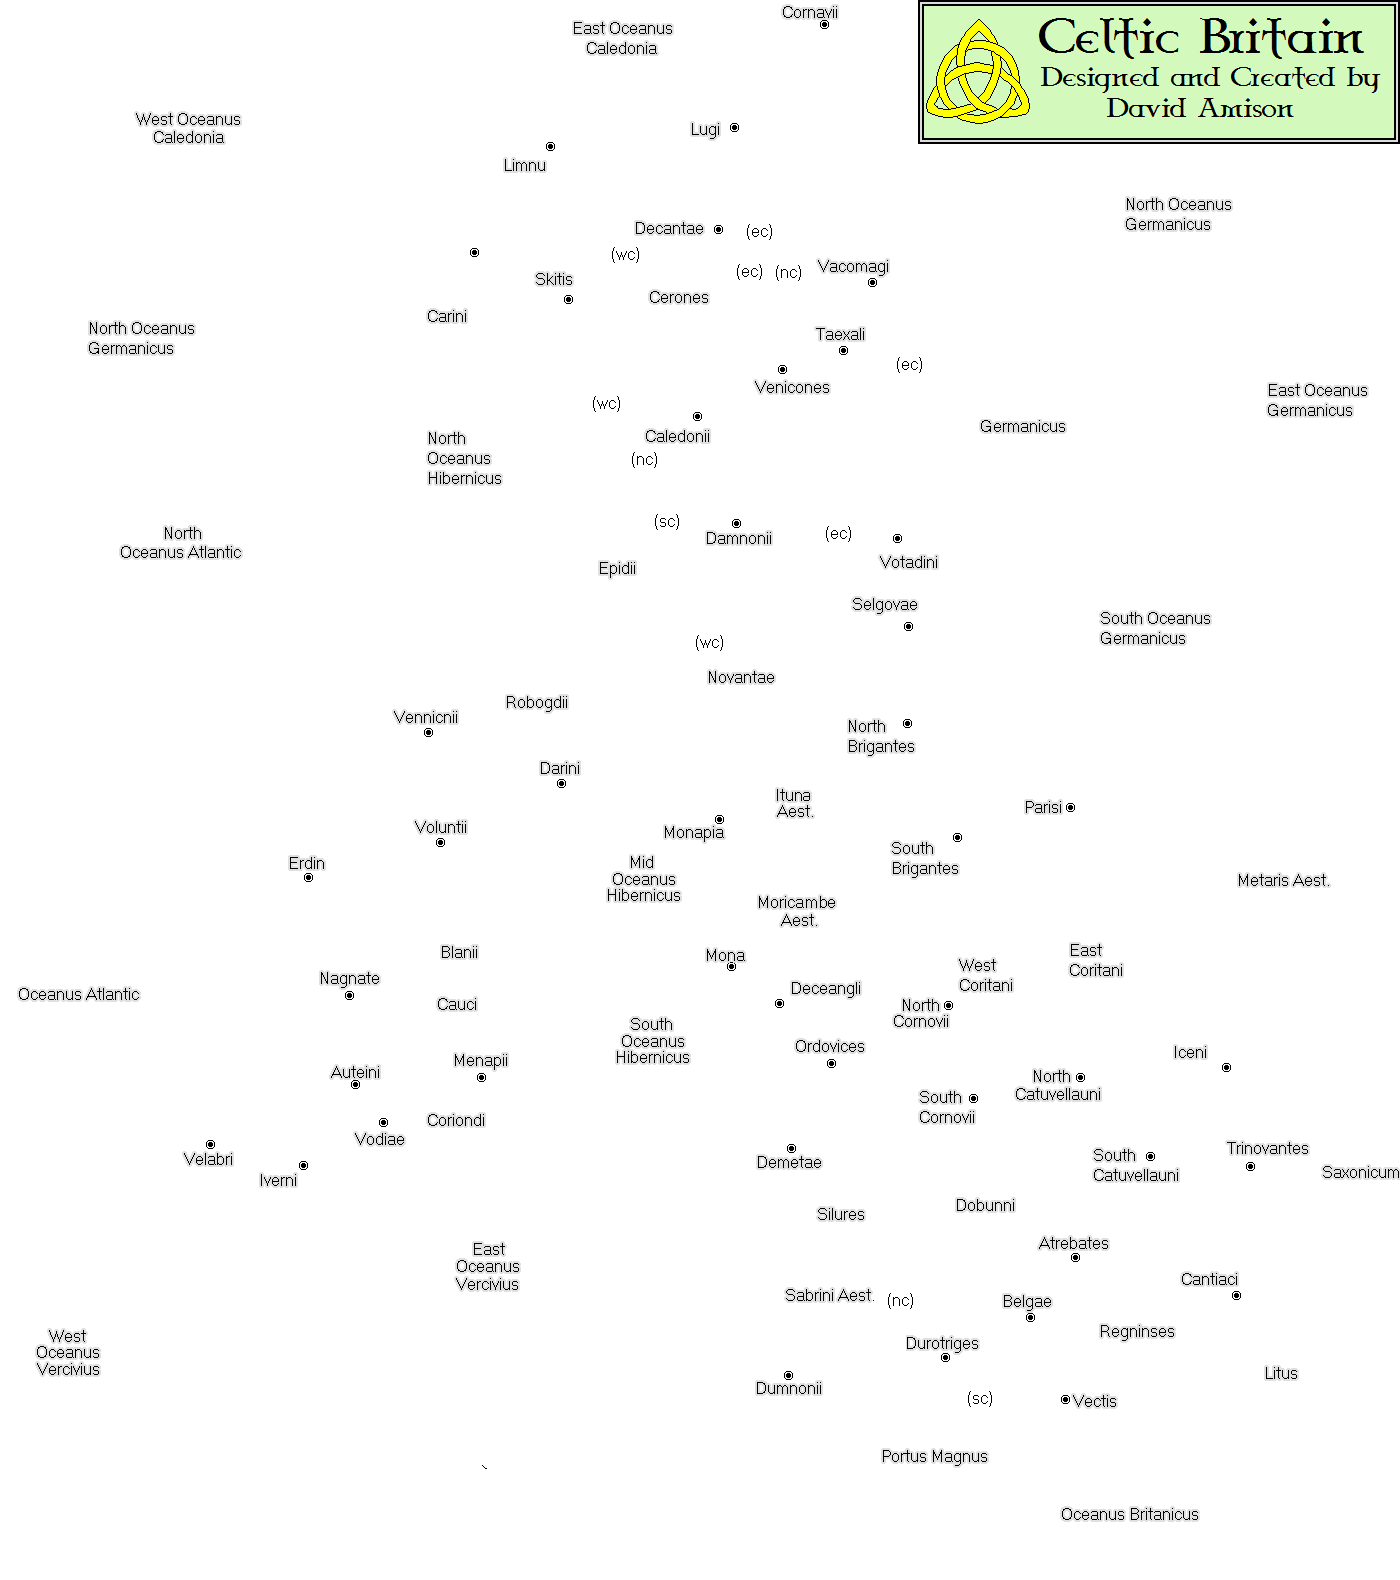 Cornavii
East Oceanus
Caledonia
Celtic Britain
Designed and Created by
David Amison
West Oceanus
Caledonia
Lugi
Limnu
North Oceanus
Germanicus
Decantae
(ec)
(wc)
(ec)
(nc)
Vacomagi
Skitis
Cerones
Carini
North Oceanus
Germanicus
Taexali
(ec)
Venicones
East Oceanus
Germanicus
(wc)
Caledonii
Germanicus
North
Oceanus
Hibernicus
(nc)
(sc)
Damnonii
(ec)
North
Oceanus Atlantic
Votadini
Epidii
Selgovae
South Oceanus
Germanicus
(wc)
Novantae
Robogdii
Vennicnii
North
Brigantes
Darini
Ituna
Aest.
Parisi
Voluntii
Monapia
South
Brigantes
Erdin
Mid
Oceanus
Hibernicus
Metaris Aest.
Moricambe
Aest.
Blanii
Mona
East
Coritani
West
Coritani
Nagnate
Deceangli
Oceanus Atlantic
Cauci
North
Cornovii
South
Oceanus
Hibernicus
Ordovices
Iceni
Menapii
Auteini
North
Catuvellauni
South
Cornovii
Coriondi
Vodiae
Velabri
Iverni
Demetae
South
Catuvellauni
Trinovantes
Saxonicum
Silures
Dobunni
Atrebates
East
Oceanus
Vercivius
Cantiaci
Sabrini Aest.
(nc)
Belgae
Regninses
West
Oceanus
Vercivius
Durotriges
Litus
Dumnonii
(sc)
Vectis
Portus Magnus
Oceanus Britanicus